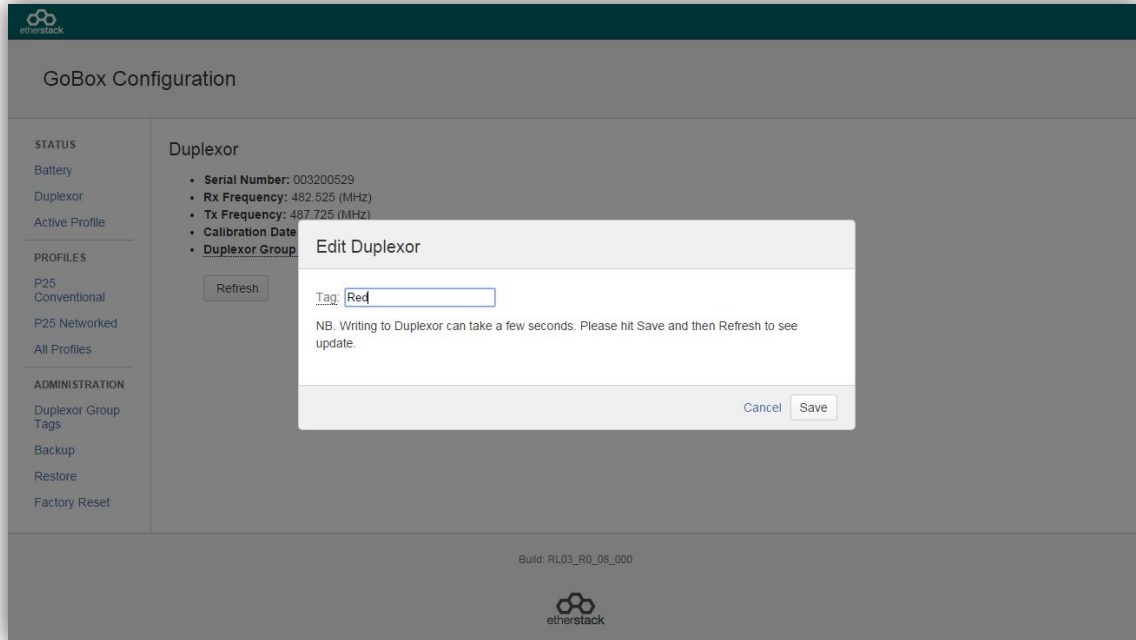 etherstack
GoBox Configuration
STATUS
Battery
Duplexor
Active Profile
PROFILES
P25
Conventional
P25 Networked
All Profiles
ADMINISTRATION
Duplexor Group
Tags
Backup
Restore
Factory Reset
Duplexor
• Serial Number: 003200529
• Rx Frequency: 482.525 (MHz)
• Tx Frequency: 487.725 (MHz)
• Calibration Date
• Duplexor Group
Refresh
Edit Duplexor
Tag: Red
NB. Writing to Duplexor can take a few seconds. Please hit Save and then Refresh to see
update.
Cancel Save
Build: RL03_R0_08_000
etherstack